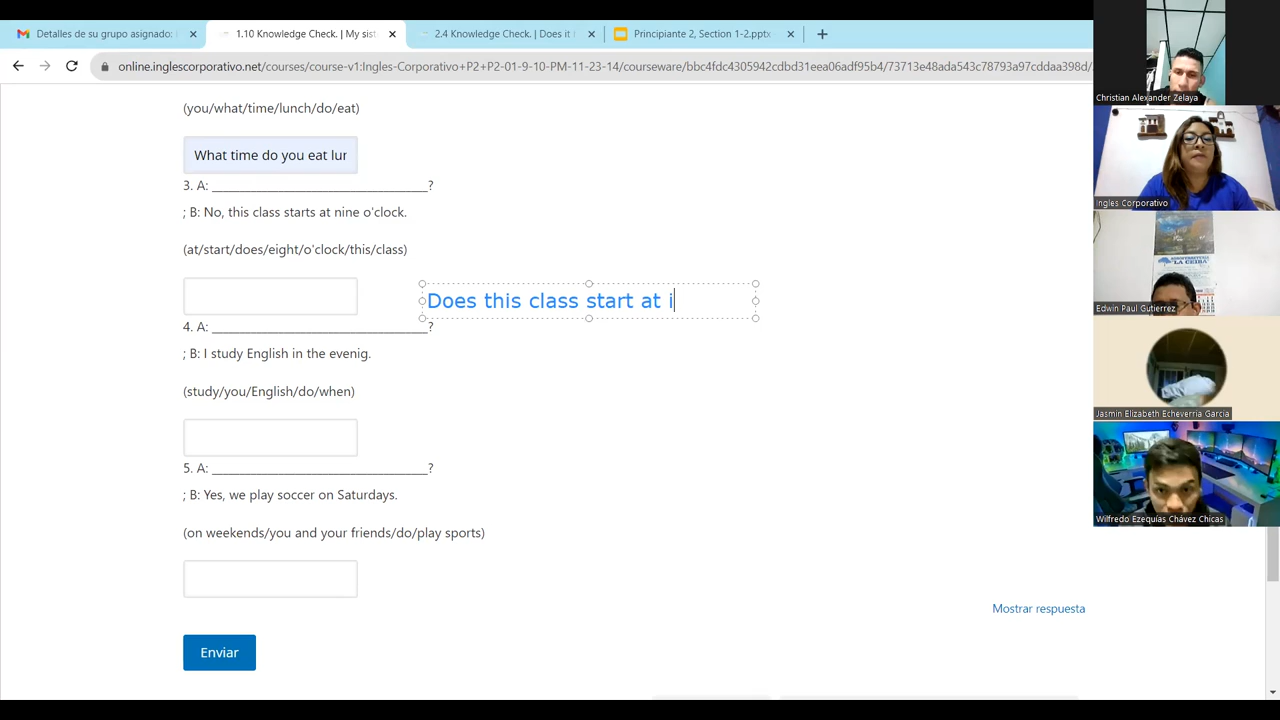 Detalles de su grupo asignado:
1.10 Knowledge Check. | My sist
2.4 Knowledge Check. | Does it
Principiante 2, Section 1-2.pptx
online.inglescorporativo.net/courses/course-v1:Ingles-Corporativo+P2+BP-01-9-10-PM-11-23-14/courseware/bbc4fdc4305942cdbd31eea06adf95b4/73713e48ada543c78793a97cddaa398d/
(you/what/time/lunch/do/eat)
What time do you eat lur
3. A: ________________________________?
; B: No, this class starts at nine o'clock.
(at/start/does/eight/o'clock/this/class)
Does this class start at i
4. A: ________________________________?
; B: I study English in the evenig.
(study/you/English/do/when)
5. A: ________________________________?
; B: Yes, we play soccer on Saturdays.
(on weekends/you and your friends/do/play sports)
Mostrar respuesta
Enviar
Christian Alexander Zelaya
Ingles Corporativo
Edwin Paul Gutierrez
Jasmin Elizabeth Echeverria Garcia
Wilfredo Ezequías Chávez Chicas